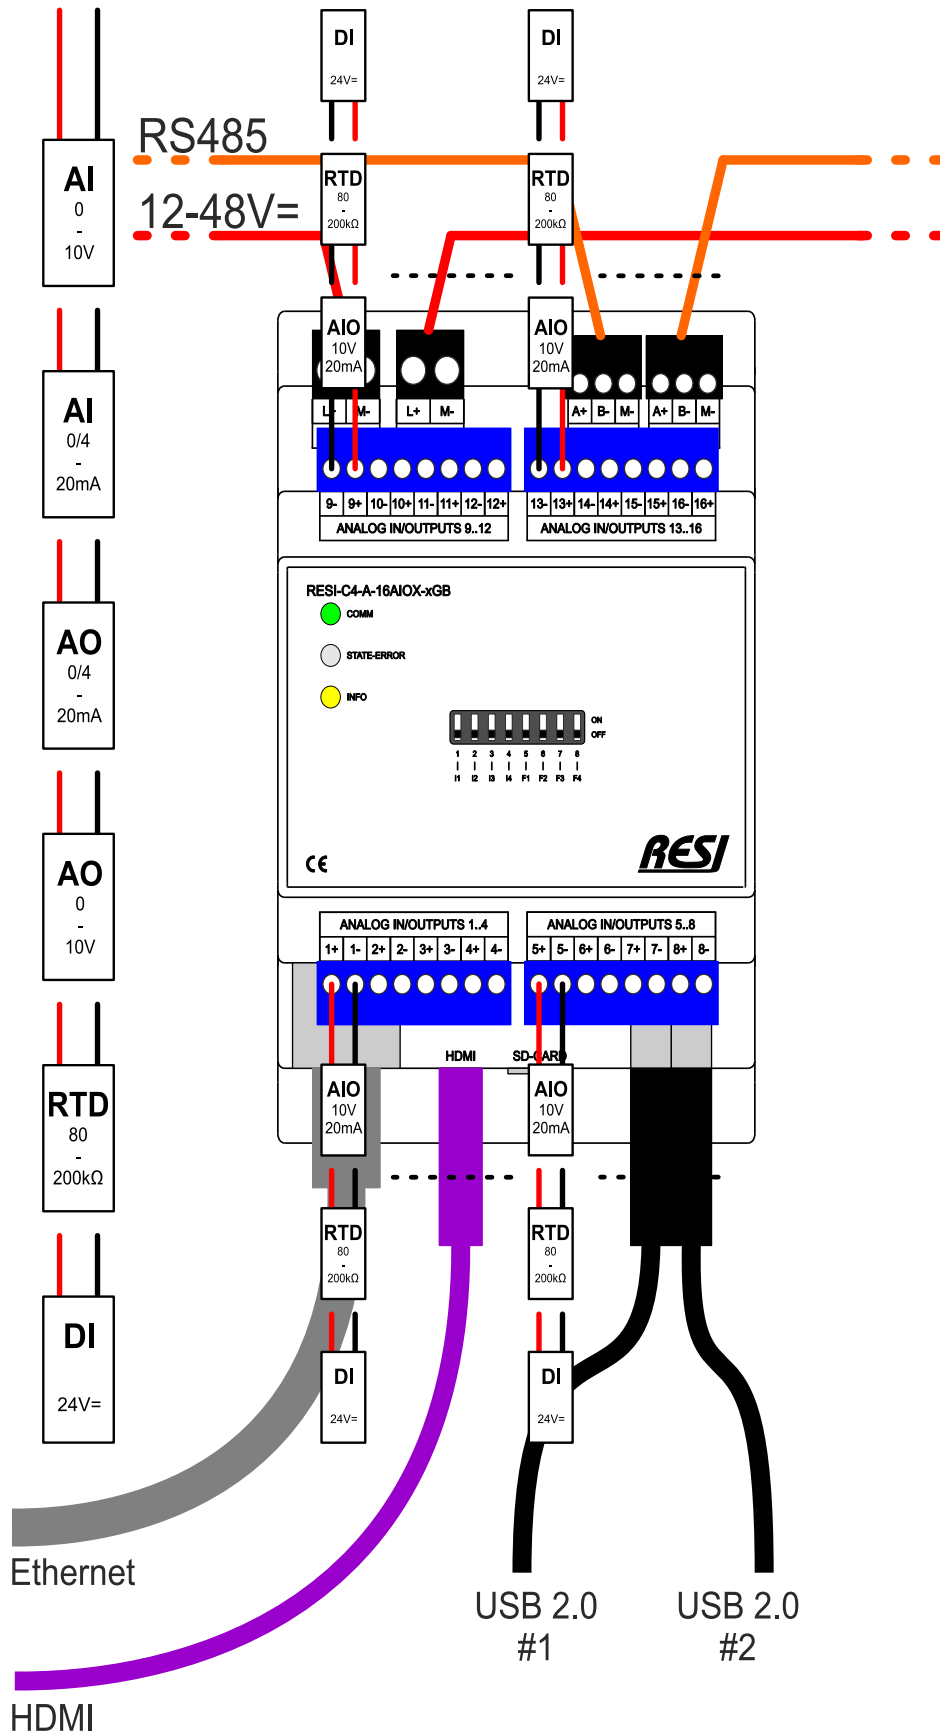 DI
24V=
DI
24V=
RS485
AI
0
-
10V
12-48V=
RTD
80
-
200kΩ
RTD
80
-
200kΩ
AIO
10V
20mA
AIO
10V
20mA
AI
0/4
-
20mA
L+ M- L+ M- A+ B- M- A+ B- M-
9- 9+ 10- 10+ 11- 11+ 12- 12+ 13- 13+ 14- 14+ 15- 15+ 16- 16+
ANALOG IN/OUTPUTS 9..12 ANALOG IN/OUTPUTS 13..16
RESI-C4-A-16AIOX-xGB
COMM
STATE-ERROR
INFO
AO
0/4
-
20mA
ON
OFF
1 2 3 4 5 6 7 8
I1 I2 I3 I4 F1 F2 F3 F4
CE
RESI
AO
0
-
10V
ANALOG IN/OUTPUTS 1..4 ANALOG IN/OUTPUTS 5..8
1+ 1- 2+ 2- 3+ 3- 4+ 4- 5+ 5- 6+ 6- 7+ 7- 8+ 8-
HDMI SD-CARD
RTD
80
-
200kΩ
AIO
10V
20mA
AIO
10V
20mA
RTD
80
-
200kΩ
RTD
80
-
200kΩ
DI
24V=
DI
24V=
DI
24V=
Ethernet
USB 2.0
#1
USB 2.0
#2
HDMI